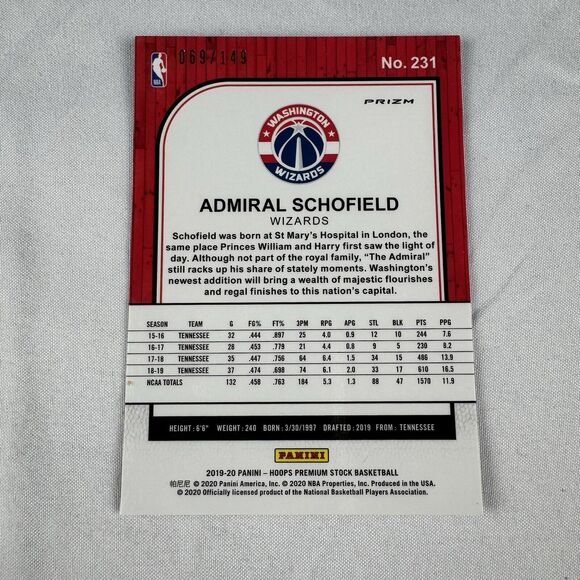 069/149
No. 231
NBA
PRIZM
WASHINGTON
WIZARDS
ADMIRAL SCHOFIELD
WIZARDS
Schofield was born at St Mary's Hospital in London, the
same place Princes William and Harry first saw the light of
day. Although not part of the royal family, "The Admiral"
still racks up his share of stately moments. Washington's
newest addition will bring a wealth of majestic flourishes
and regal finishes to this nation's capital.
SEASON TEAM G FG% FT% 3PM RPG APG STL BLK PTS PPG
15-16 TENNESSEE 32 .444 .697 25 4.0 0.9 12 10 244 7.6
16-17 TENNESSEE 28 .453 .779 21 4.4 0.8 9 5 230 8.2
17-18 TENNESSEE 35 .447 .756 64 6.4 1.5 34 15 486 13.9
18-19 TENNESSEE 37 .474 .698 74 6.1 2.0 33 17 610 16.5
NCAA TOTALS 132 .458 .763 184 5.3 1.3 88 47 1570 11.9
HEIGHT: 6'6" WEIGHT: 240 BORN: 3/30/1997 DRAFTED: 2019 FROM: TENNESSEE
PANINI
2019-20 PANINI – HOOPS PREMIUM STOCK BASKETBALL
帕尼尼 © 2020 Panini America, Inc. © 2020 NBA Properties, Inc. Produced in the USA.
© 2020 Officially licensed product of the National Basketball Players Association.